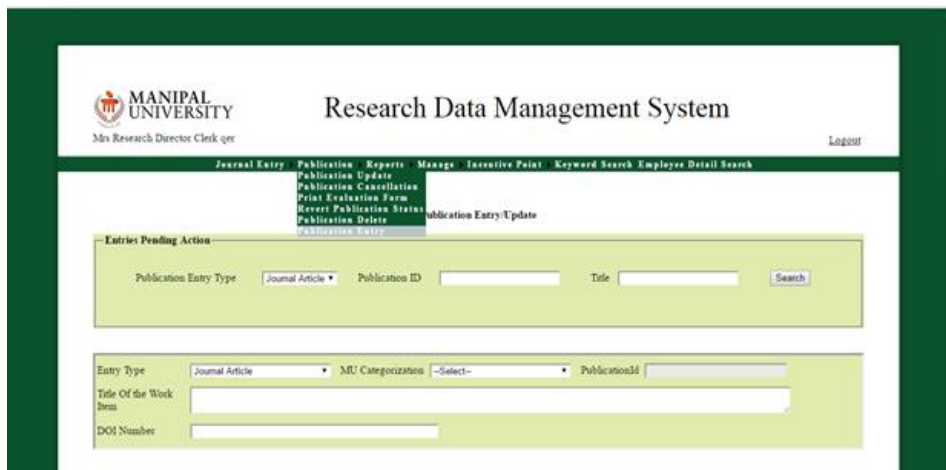 MANIPAL
UNIVERSITY
Research Data Management System
Mrs Research Director Clerk qer
Logout
Journal Entry Publication Reports Manage Incentive Point Keyword Search Employee Detail Search
Publication Update
Publication Cancellation
Print Evaluation Form
Revert Publication Status
Publication Delete
Publication Entry
ublication Entry/Update
Entries Pending Action
Publication Entry Type Journal Article Publication ID Title Search
Entry Type Journal Article MU Categorization --Select-- PublicationId
Title Of the Work
Item
DOI Number